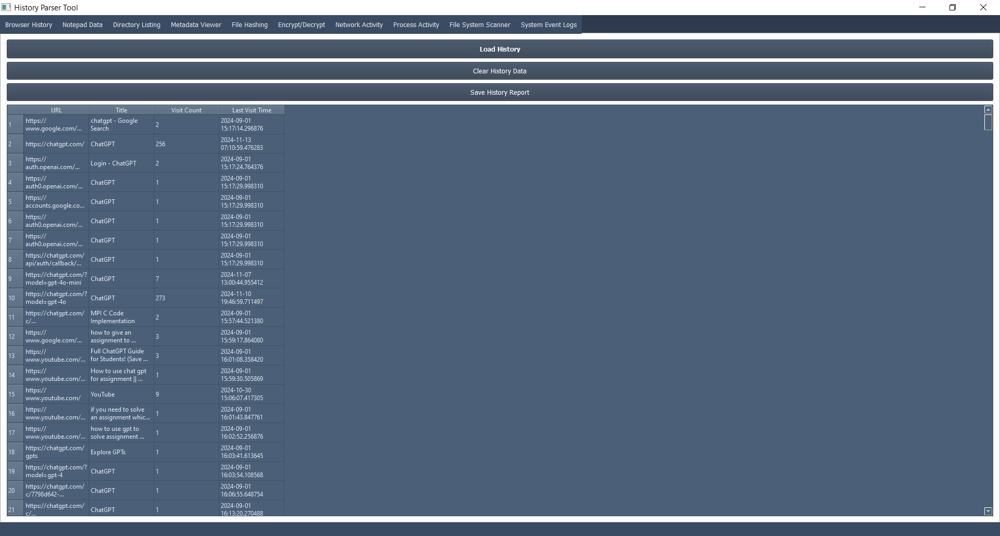 History Parser Tool
Browser History Notepad Data Directory Listing Metadata Viewer File Hashing Encrypt/Decrypt Network Activity Process Activity File System Scanner System Event Logs
Load History
Clear History Data
Save History Report
URL Title Visit Count Last Visit Time
1 https:// www.google.com/... chatgpt - Google Search 2 2024-09-01 15:17:14.296876
2 https://chatgpt.com/ ChatGPT 256 2024-11-13 07:10:59.476283
3 https:// auth.openai.com/... Login - ChatGPT 2 2024-09-01 15:17:24.764376
4 https:// auth0.openai.com/... ChatGPT 1 2024-09-01 15:17:29.998310
5 https:// accounts.google.co... ChatGPT 1 2024-09-01 15:17:29.998310
6 https:// auth0.openai.com/... ChatGPT 1 2024-09-01 15:17:29.998310
7 https:// auth0.openai.com/... ChatGPT 1 2024-09-01 15:17:29.998310
8 https://chatgpt.com/ api/auth/callback/... ChatGPT 1 2024-09-01 15:17:29.998310
9 https://chatgpt.com/? model=gpt-4o-mini ChatGPT 7 2024-11-07 13:00:44.955412
10 https://chatgpt.com/? model=gpt-4o ChatGPT 273 2024-11-10 19:46:59.711497
11 https://chatgpt.com/ c/... MPI C Code Implementation 2 2024-09-01 15:57:44.521380
12 https:// www.google.com/... how to give an assignment to ... 3 2024-09-01 15:59:17.864080
13 https:// www.youtube.com/... Full ChatGPT Guide for Students! (Save ... 3 2024-09-01 16:01:08.358420
14 https:// www.youtube.com/... How to use chat gpt for assignment || ... 1 2024-09-01 15:59:30.505869
15 https:// www.youtube.com/ YouTube 9 2024-10-30 15:06:07.417305
16 https:// www.youtube.com/... if you need to solve an assignment whic... 1 2024-09-01 16:01:43.847761
17 https:// www.youtube.com/... how to use gpt to solve assignment ... 1 2024-09-01 16:02:52.256876
18 https://chatgpt.com/ gpts Explore GPTs 1 2024-09-01 16:03:41.613645
19 https://chatgpt.com/? model=gpt-4 ChatGPT 1 2024-09-01 16:03:54.108568
20 https://chatgpt.com/ c/7798d642-... ChatGPT 1 2024-09-01 16:06:55.648754
21 https://chatgpt.com/ c/... ChatGPT 1 2024-09-01 16:13:20.270488